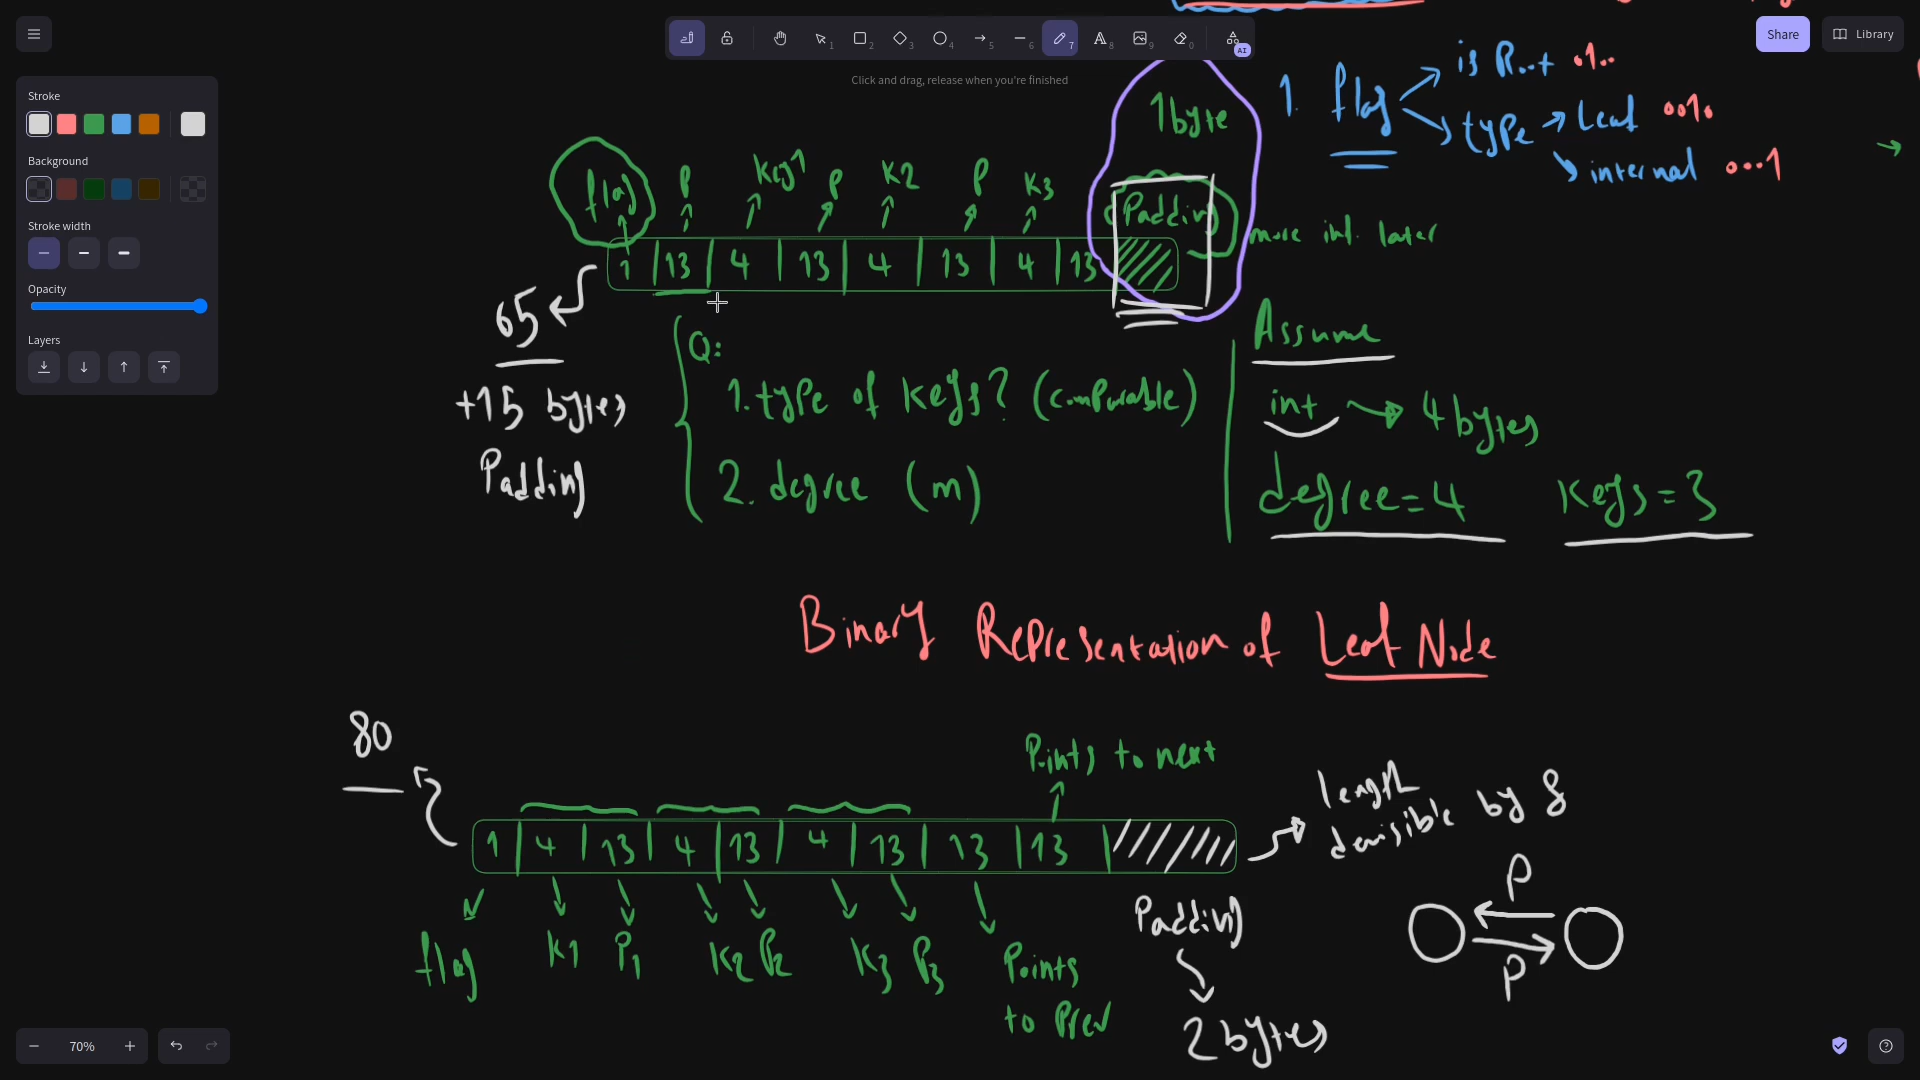 Share
Library
Click and drag, release when you're finished
Stroke
Background
Stroke width
Opacity
Layers
1. flag
is Root 010
type → Leaf 0010
internal 0001
1 byte
flag P Key1 P K2 P K3 Padding
1 13 4 13 4 13 4 13
more inf. later
65
+15 bytes
Padding
Q:
1. type of keys? (comparable)
2. degree (m)
Assume
int → 4 bytes
degree=4 Keys=3
Binary Representation of Leaf Node
80
Points to next
1 4 13 4 13 4 13 13 13
length
by 8
flag K1 P1 K2 P2 K3 P3 Points
to Prev
Padding
2 bytes
P
P
70%